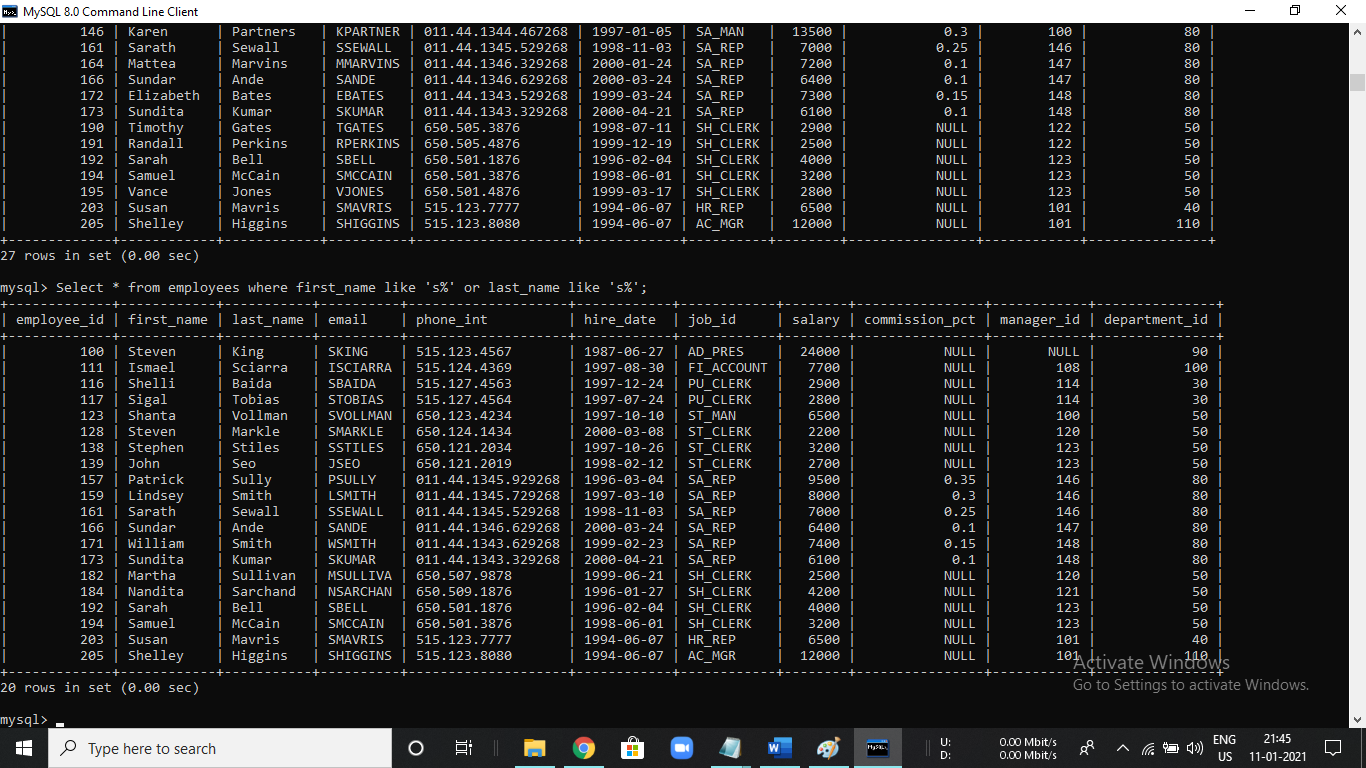 MySQL 8.0 Command Line Client
| 146 | Karen | Partners | KPARTNER | 011.44.1344.467268 | 1997-01-05 | SA_MAN | 13500 | 0.3 | 100 | 80 |
| 161 | Sarath | Sewall | SSEWALL | 011.44.1345.529268 | 1998-11-03 | SA_REP | 7000 | 0.25 | 146 | 80 |
| 164 | Mattea | Marvins | MMARVINS | 011.44.1346.329268 | 2000-01-24 | SA_REP | 7200 | 0.1 | 147 | 80 |
| 166 | Sundar | Ande | SANDE | 011.44.1346.629268 | 2000-03-24 | SA_REP | 6400 | 0.1 | 147 | 80 |
| 172 | Elizabeth | Bates | EBATES | 011.44.1343.529268 | 1999-03-24 | SA_REP | 7300 | 0.15 | 148 | 80 |
| 173 | Sundita | Kumar | SKUMAR | 011.44.1343.329268 | 2000-04-21 | SA_REP | 6100 | 0.1 | 148 | 80 |
| 190 | Timothy | Gates | TGATES | 650.505.3876 | 1998-07-11 | SH_CLERK | 2900 | NULL | 122 | 50 |
| 191 | Randall | Perkins | RPERKINS | 650.505.4876 | 1999-12-19 | SH_CLERK | 2500 | NULL | 122 | 50 |
| 192 | Sarah | Bell | SBELL | 650.501.1876 | 1996-02-04 | SH_CLERK | 4000 | NULL | 123 | 50 |
| 194 | Samuel | McCain | SMCCAIN | 650.501.3876 | 1998-06-01 | SH_CLERK | 3200 | NULL | 123 | 50 |
| 195 | Vance | Jones | VJONES | 650.501.4876 | 1999-03-17 | SH_CLERK | 2800 | NULL | 123 | 50 |
| 203 | Susan | Mavris | SMAVRIS | 515.123.7777 | 1994-06-07 | HR_REP | 6500 | NULL | 101 | 40 |
| 205 | Shelley | Higgins | SHIGGINS | 515.123.8080 | 1994-06-07 | AC_MGR | 12000 | NULL | 101 | 110 |
27 rows in set (0.00 sec)
mysql> Select * from employees where first_name like 's%' or last_name like 's%';
| employee_id | first_name | last_name | email | phone_int | hire_date | job_id | salary | commission_pct | manager_id | department_id |
| 100 | Steven | King | SKING | 515.123.4567 | 1987-06-27 | AD_PRES | 24000 | NULL | NULL | 90 |
| 111 | Ismael | Sciarra | ISCIARRA | 515.124.4369 | 1997-08-30 | FI_ACCOUNT | 7700 | NULL | 108 | 100 |
| 116 | Shelli | Baida | SBAIDA | 515.127.4563 | 1997-12-24 | PU_CLERK | 2900 | NULL | 114 | 30 |
| 117 | Sigal | Tobias | STOBIAS | 515.127.4564 | 1997-07-24 | PU_CLERK | 2800 | NULL | 114 | 30 |
| 123 | Shanta | Vollman | SVOLLMAN | 650.123.4234 | 1997-10-10 | ST_MAN | 6500 | NULL | 100 | 50 |
| 128 | Steven | Markle | SMARKLE | 650.124.1434 | 2000-03-08 | ST_CLERK | 2200 | NULL | 120 | 50 |
| 138 | Stephen | Stiles | SSTILES | 650.121.2034 | 1997-10-26 | ST_CLERK | 3200 | NULL | 123 | 50 |
| 139 | John | Seo | JSEO | 650.121.2019 | 1998-02-12 | ST_CLERK | 2700 | NULL | 123 | 50 |
| 157 | Patrick | Sully | PSULLY | 011.44.1345.929268 | 1996-03-04 | SA_REP | 9500 | 0.35 | 146 | 80 |
| 159 | Lindsey | Smith | LSMITH | 011.44.1345.729268 | 1997-03-10 | SA_REP | 8000 | 0.3 | 146 | 80 |
| 161 | Sarath | Sewall | SSEWALL | 011.44.1345.529268 | 1998-11-03 | SA_REP | 7000 | 0.25 | 146 | 80 |
| 166 | Sundar | Ande | SANDE | 011.44.1346.629268 | 2000-03-24 | SA_REP | 6400 | 0.1 | 147 | 80 |
| 171 | William | Smith | WSMITH | 011.44.1343.629268 | 1999-02-23 | SA_REP | 7400 | 0.15 | 148 | 80 |
| 173 | Sundita | Kumar | SKUMAR | 011.44.1343.329268 | 2000-04-21 | SA_REP | 6100 | 0.1 | 148 | 80 |
| 182 | Martha | Sullivan | MSULLIVA | 650.507.9878 | 1999-06-21 | SH_CLERK | 2500 | NULL | 120 | 50 |
| 184 | Nandita | Sarchand | NSARCHAN | 650.509.1876 | 1996-01-27 | SH_CLERK | 4200 | NULL | 121 | 50 |
| 192 | Sarah | Bell | SBELL | 650.501.1876 | 1996-02-04 | SH_CLERK | 4000 | NULL | 123 | 50 |
| 194 | Samuel | McCain | SMCCAIN | 650.501.3876 | 1998-06-01 | SH_CLERK | 3200 | NULL | 123 | 50 |
| 203 | Susan | Mavris | SMAVRIS | 515.123.7777 | 1994-06-07 | HR_REP | 6500 | NULL | 101 | 40 |
| 205 | Shelley | Higgins | SHIGGINS | 515.123.8080 | 1994-06-07 | AC_MGR | 12000 | NULL | 101 | 110 |
Activate Windows
Go to Settings to activate Windows.
20 rows in set (0.00 sec)
mysql>
Type here to search
U: 0.00 Mbit/s
D: 0.00 Mbit/s
ENG
US
21:45
11-01-2021